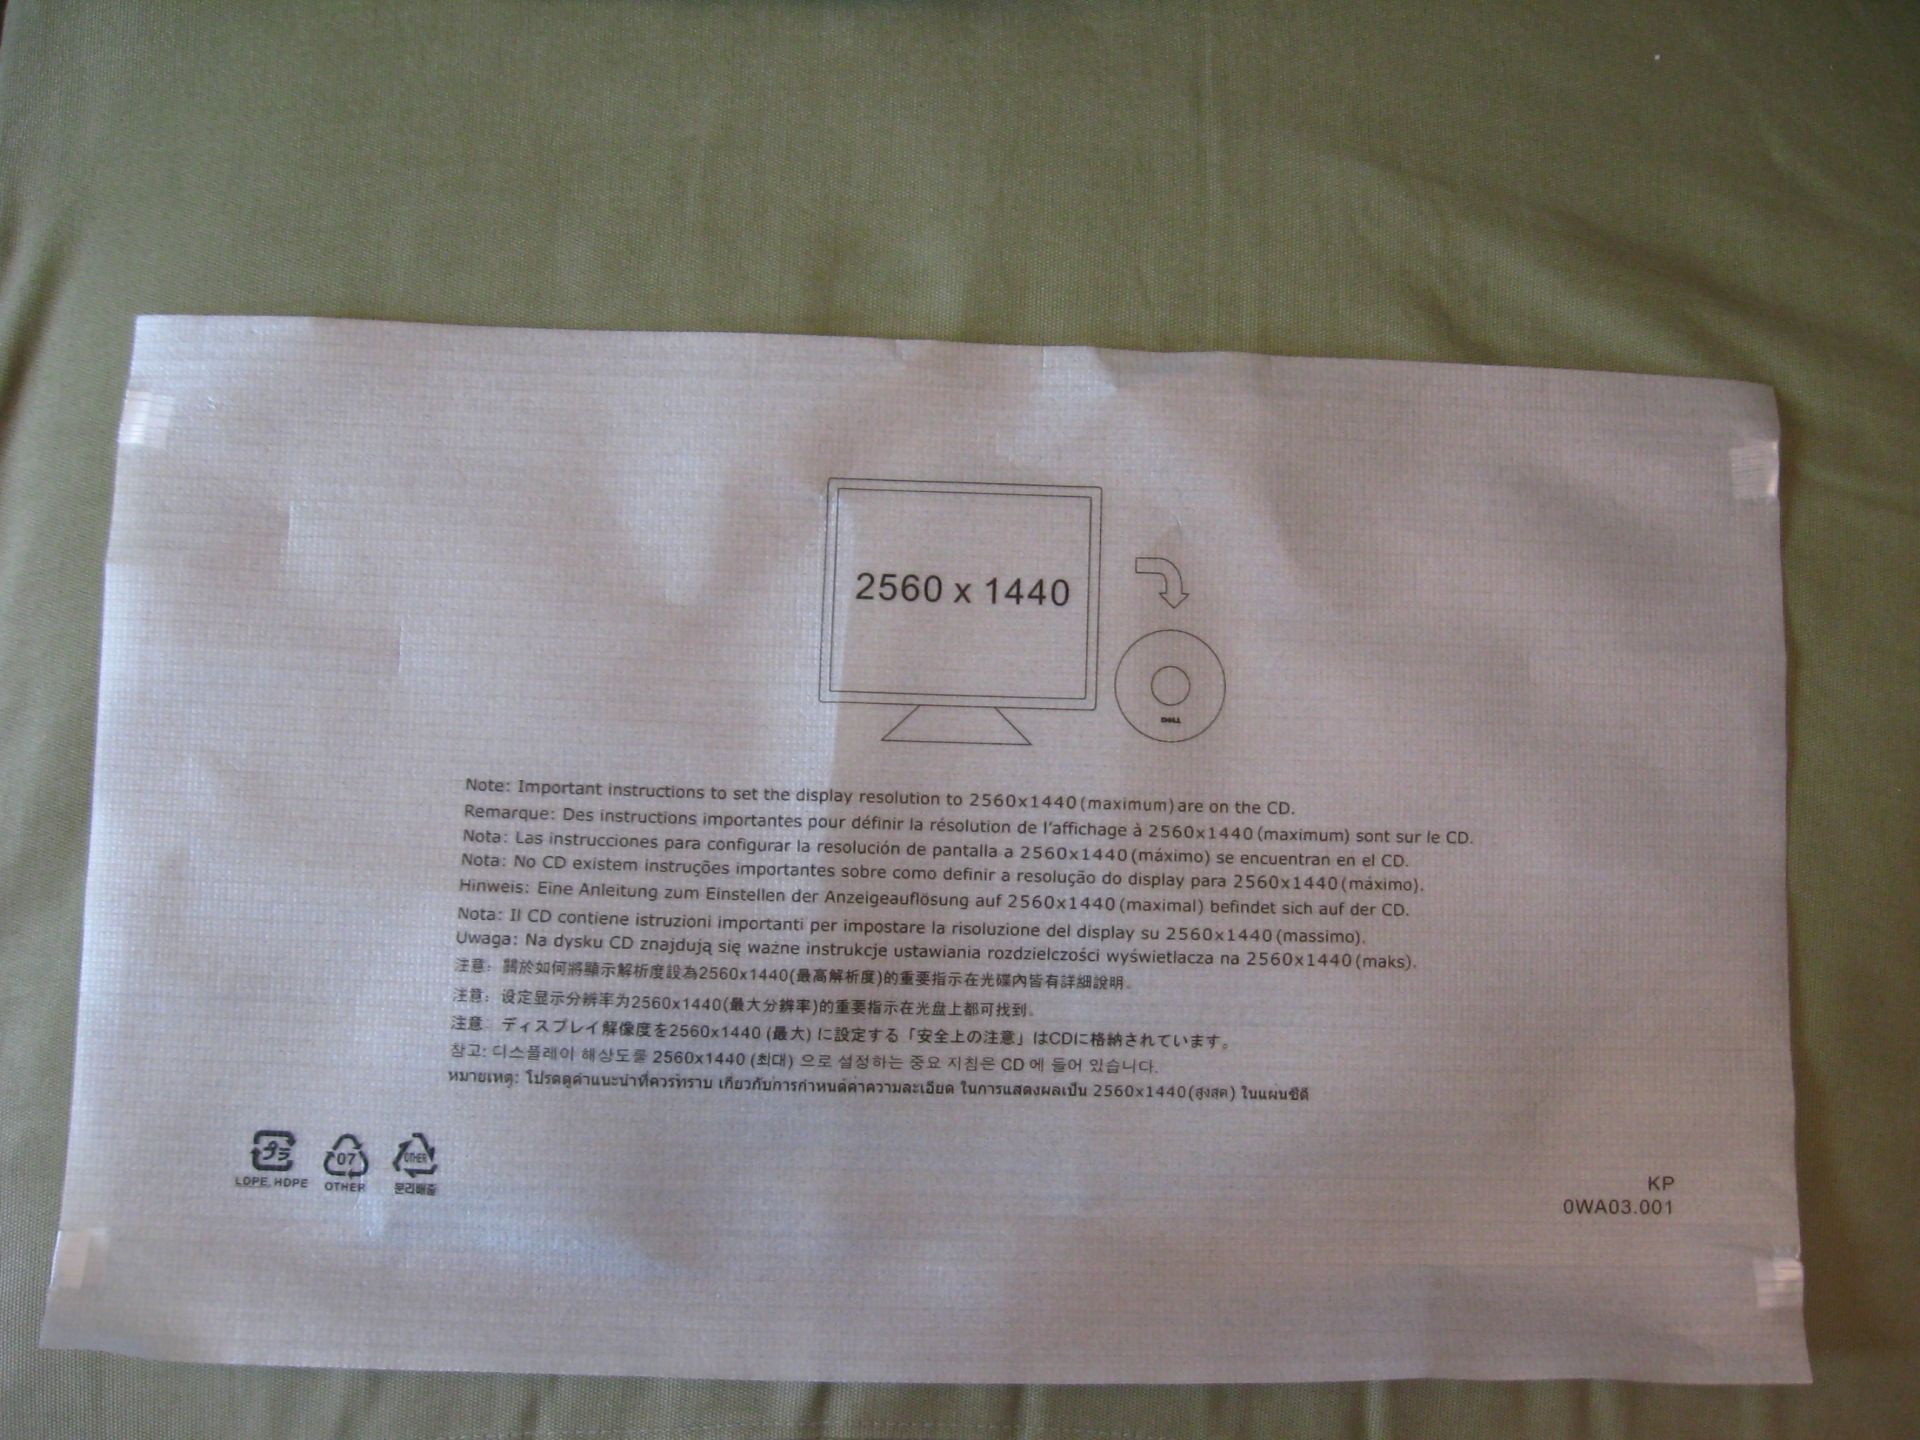 2560 x 1440
DELL
Note: Important instructions to set the display resolution to 2560x1440 (maximum) are on the CD.
Remarque: Des instructions importantes pour définir la résolution de l'affichage à 2560x1440 (maximum) sont sur le CD.
Nota: Las instrucciones para configurar la resolución de pantalla a 2560x1440 (máximo) se encuentran en el CD.
Nota: No CD existem instruções importantes sobre como definir a resolução do display para 2560x1440 (máximo).
Hinweis: Eine Anleitung zum Einstellen der Anzeigeauflösung auf 2560x1440 (maximal) befindet sich auf der CD.
Nota: Il CD contiene istruzioni importanti per impostare la risoluzione del display su 2560x1440 (massimo).
Uwaga: Na dysku CD znajdują się ważne instrukcje ustawiania rozdzielczości wyświetlacza na 2560x1440 (maks).
注意: 關於如何將顯示解析度設為2560x1440(最高解析度)的重要指示在光碟內皆有詳細說明。
注意: 设定显示分辨率为2560x1440(最大分辨率)的重要指示在光盘上都可找到。
注意: ディスプレイ解像度を2560x1440 (最大) に設定する「安全上の注意」はCDに格納されています。
참고: 디스플레이 해상도를 2560x1440 (최대) 으로 설정하는 중요 지침은 CD 에 들어 있습니다.
หมายเหตุ: โปรดดูคำแนะนำที่ควรทราบ เกี่ยวกับการกำหนดค่าความละเอียด ในการแสดงผลเป็น 2560x1440 (สูงสุด) ในแผ่นซีดี
プラ 07 OTHER
LDPE, HDPE OTHER 분리배출
KP
0WA03.001